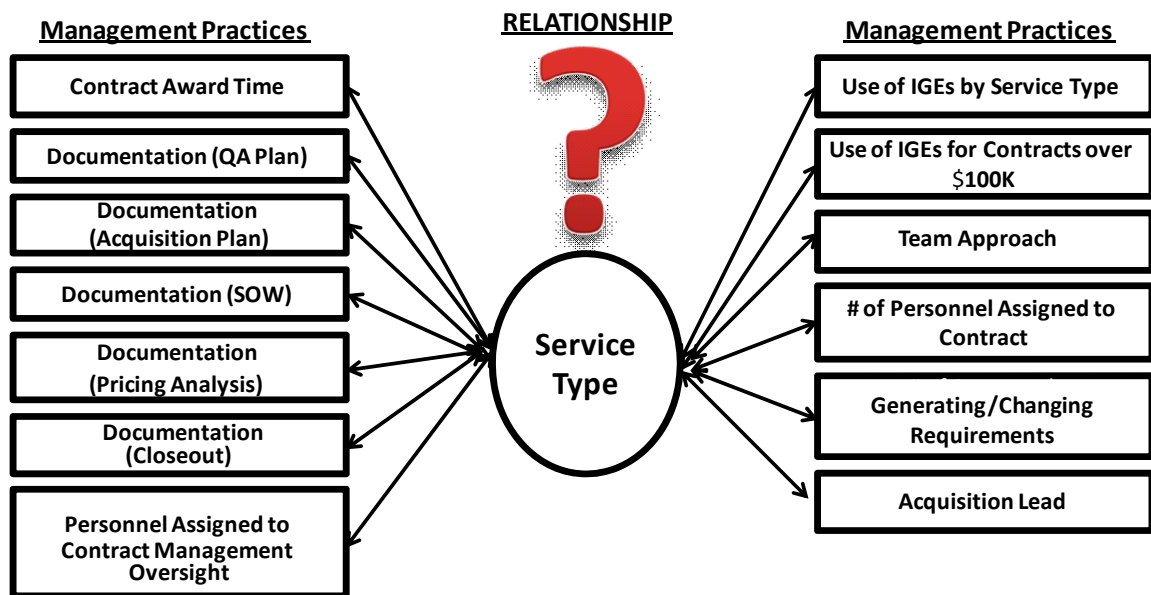 RELATIONSHIP
Management Practices
Contract Award Time
Documentation (QA Plan)
Documentation
(Acquisition Plan)
Documentation (SOW)
Documentation
(Pricing Analysis)
Documentation
(Closeout)
Personnel Assigned to
Contract Management
Oversight
?
Service
Type
Management Practices
Use of IGEs by Service Type
Use of IGEs for Contracts over
$100K
Team Approach
# of Personnel Assigned to
Contract
Generating/Changing
Requirements
Acquisition Lead